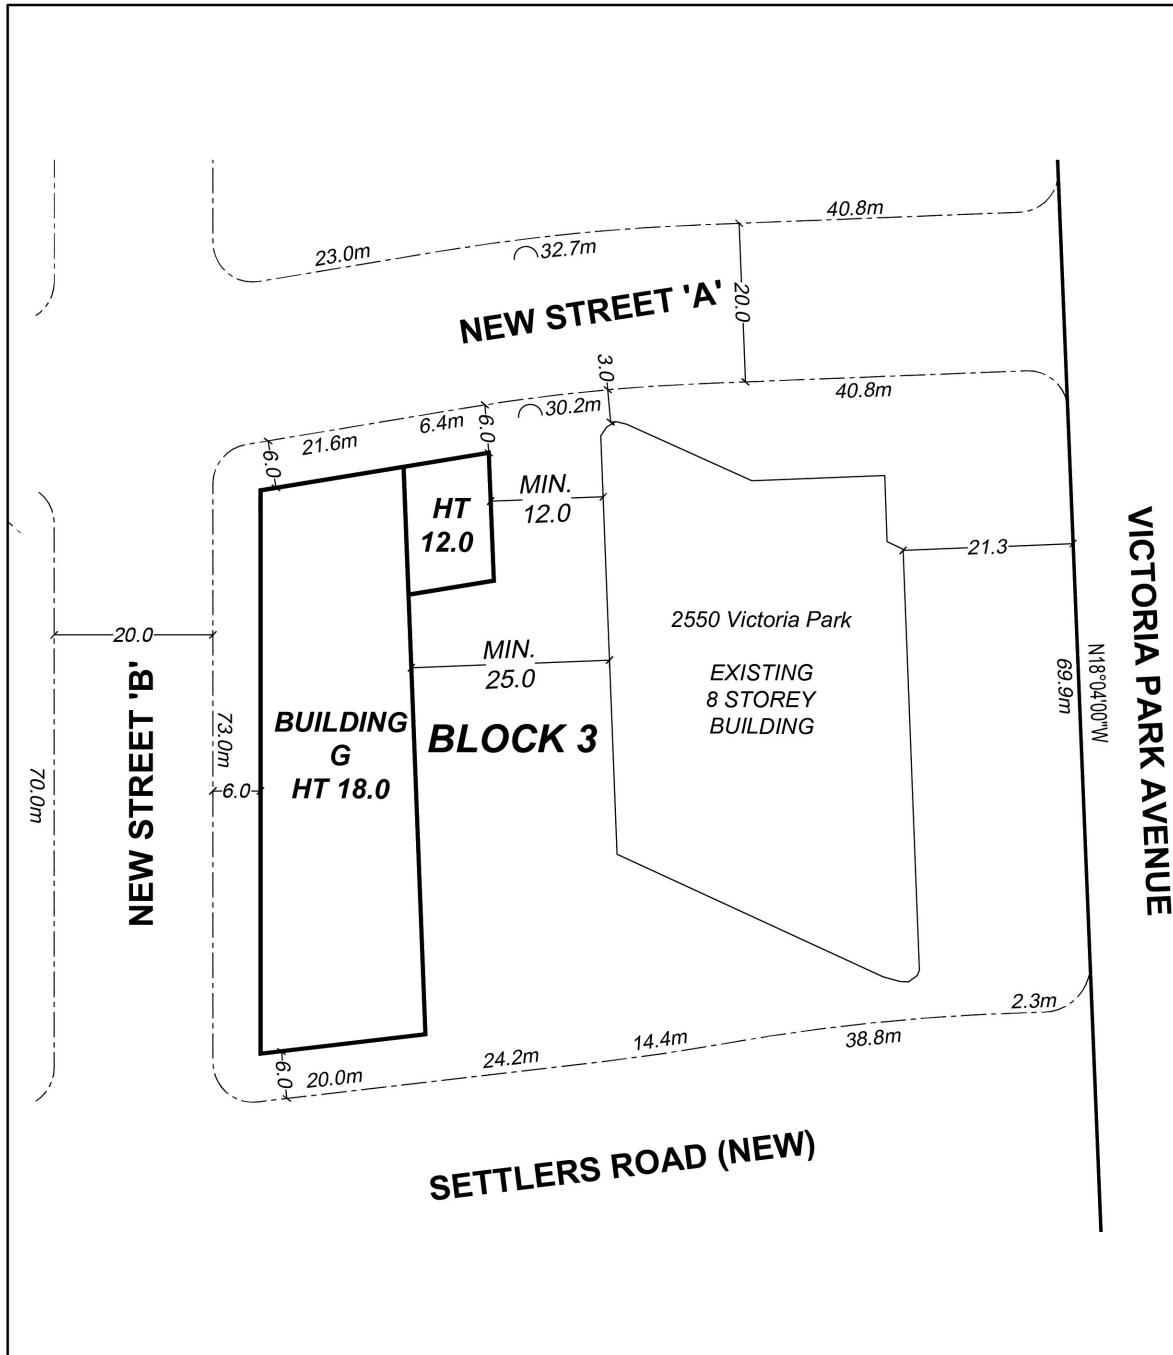 40.8m
23.0m
32.7m
NEW STREET 'A'
20.0
3.0
40.8m
30.2m
6.4m
21.6m
6.0
6.0
MIN.
12.0
HT
12.0
21.3
VICTORIA PARK AVENUE
2550 Victoria Park
EXISTING
8 STOREY
BUILDING
20.0
NEW STREET 'B'
MIN.
25.0
N18°04'00"W
69.9m
73.0m
BUILDING
G
HT 18.0
BLOCK 3
70.0m
6.0
2.3m
38.8m
14.4m
24.2m
20.0m
6.0
SETTLERS ROAD (NEW)